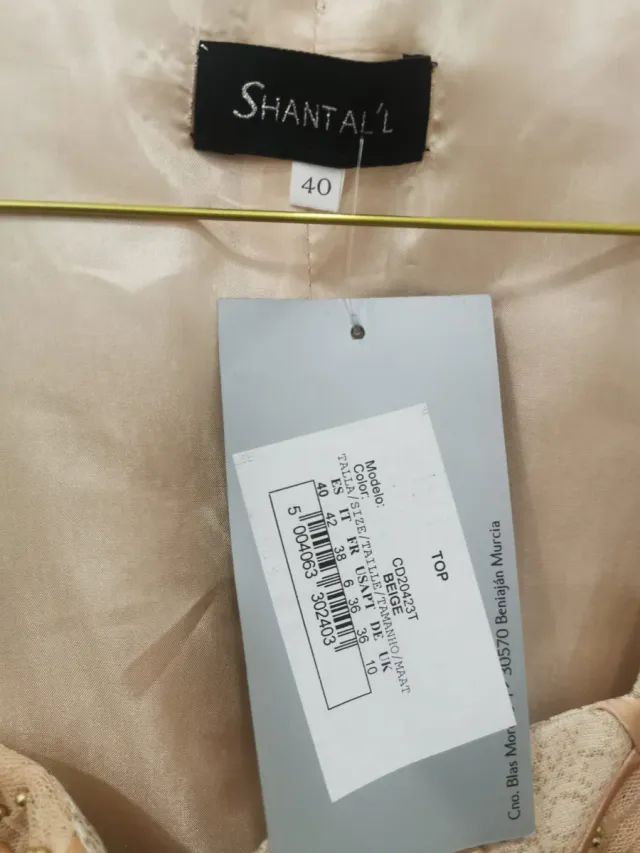 SHANTAL'L
40
TOP
Modelo: CD20423T
Color: BEIGE
TALLA/SIZE/TAILLE/TAMANHO/MAAT
ES IT FR USA PT DE UK
40 42 38 6 36 36 10
5 004063 302403
Cno. Blas
30570 Beniaján Murcia